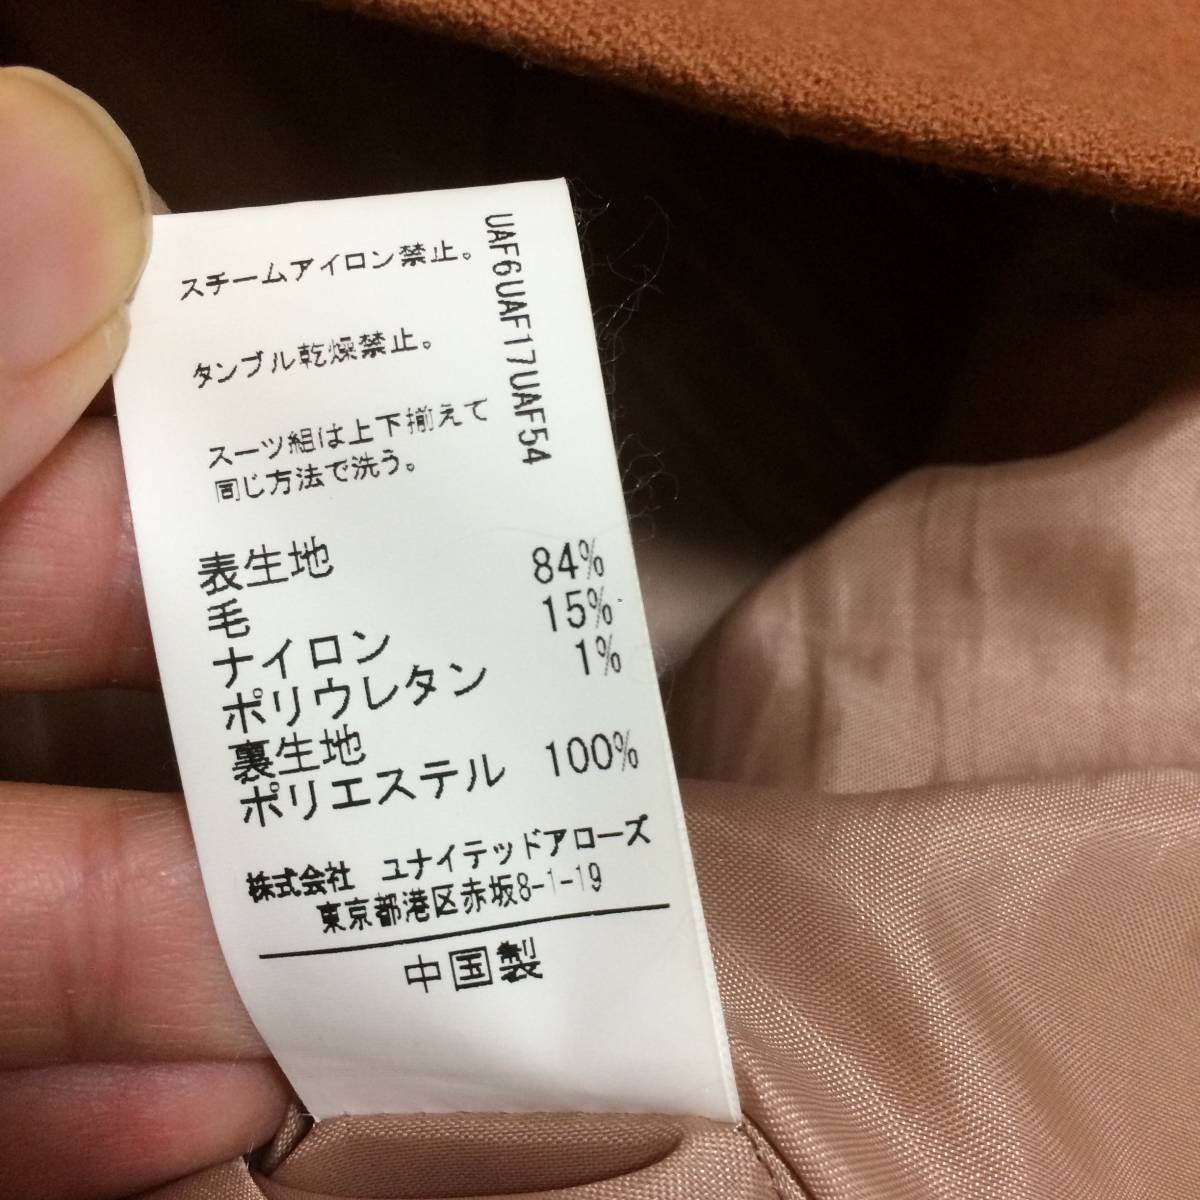 スチームアイロン禁止。
タンブル乾燥禁止。
スーツ組は上下揃えて
同じ方法で洗う。
UAF6UAF17UAF54
表生地
毛 84%
ナイロン 15%
ポリウレタン 1%
裏生地
ポリエステル 100%
株式会社 ユナイテッドアローズ
東京都港区赤坂8-1-19
中国製